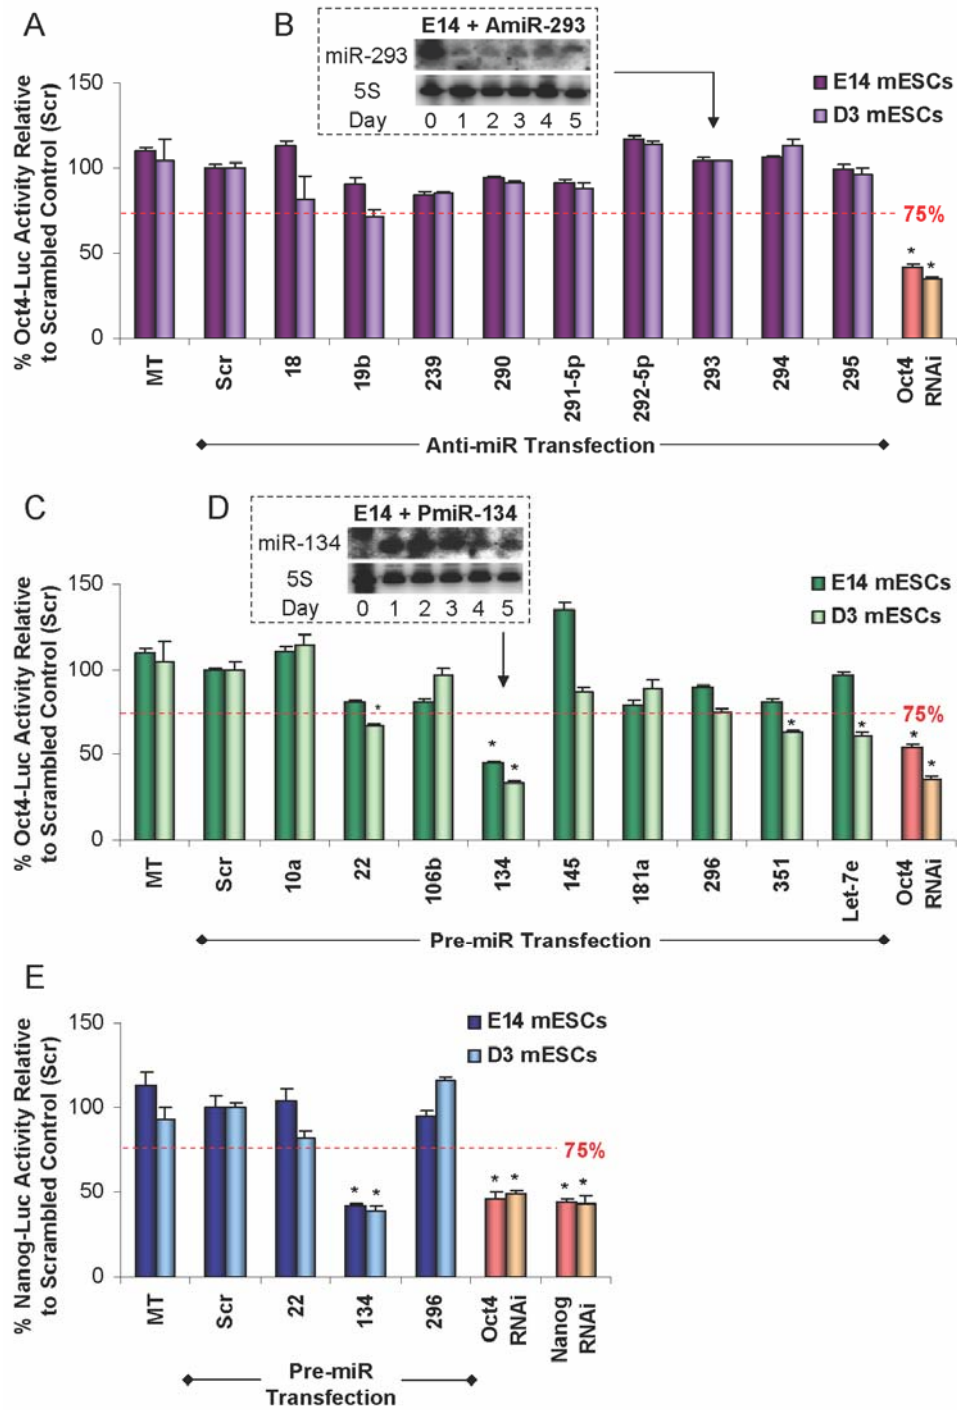 A
B
E14 + AmiR-293
miR-293
5S
Day 0 1 2 3 4 5
E14 mESCs
D3 mESCs
% Oct4-Luc Activity Relative
to Scrambled Control (Scr)
150
100
50
0
75%
* *
MT Scr 18 19b 239 290 291-5p 292-5p 293 294 295 Oct4 RNAi
Anti-miR Transfection
C
D
E14 + PmiR-134
miR-134
5S
Day 0 1 2 3 4 5
E14 mESCs
D3 mESCs
% Oct4-Luc Activity Relative
to Scrambled Control (Scr)
150
100
50
0
75%
* * * * * * *
MT Scr 10a 22 106b 134 145 181a 296 351 Let-7e Oct4 RNAi
Pre-miR Transfection
E
E14 mESCs
D3 mESCs
% Nanog-Luc Activity Relative
to Scrambled Control (Scr)
150
100
50
0
75%
* * * * * *
MT Scr 22 134 296 Oct4 RNAi Nanog RNAi
Pre-miR
Transfection